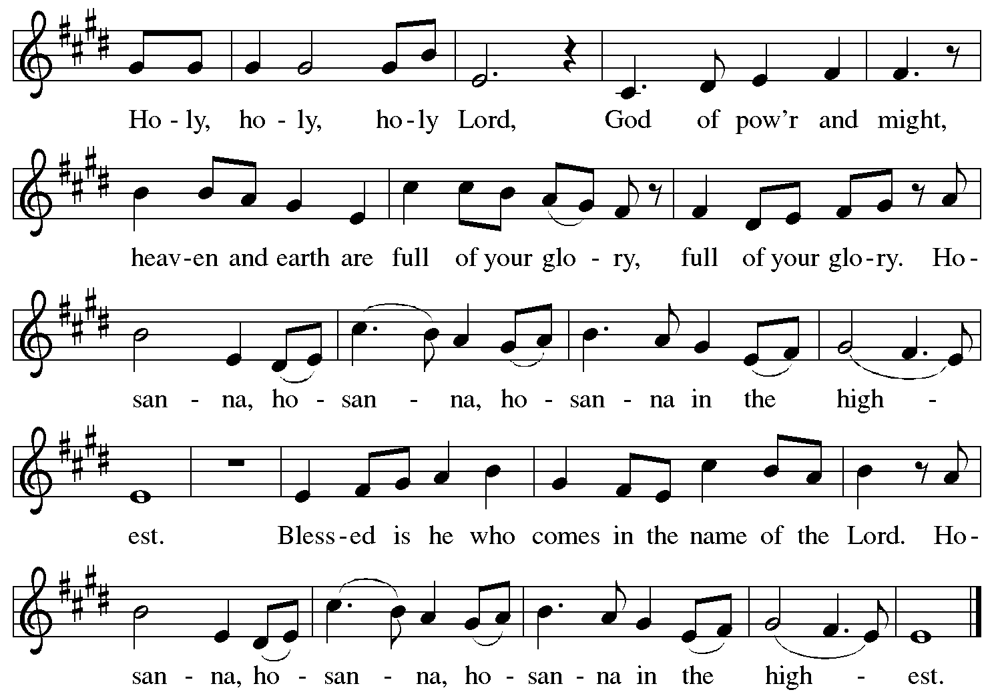 Ho - ly, ho - ly, ho - ly Lord, God of pow'r and might,
heav - en and earth are full of your glo - ry, full of your glo - ry. Ho -
san - na, ho - san - na, ho - san - na in the high -
est. Bless - ed is he who comes in the name of the Lord. Ho -
san - na, ho - san - na, ho - san - na in the high - est.